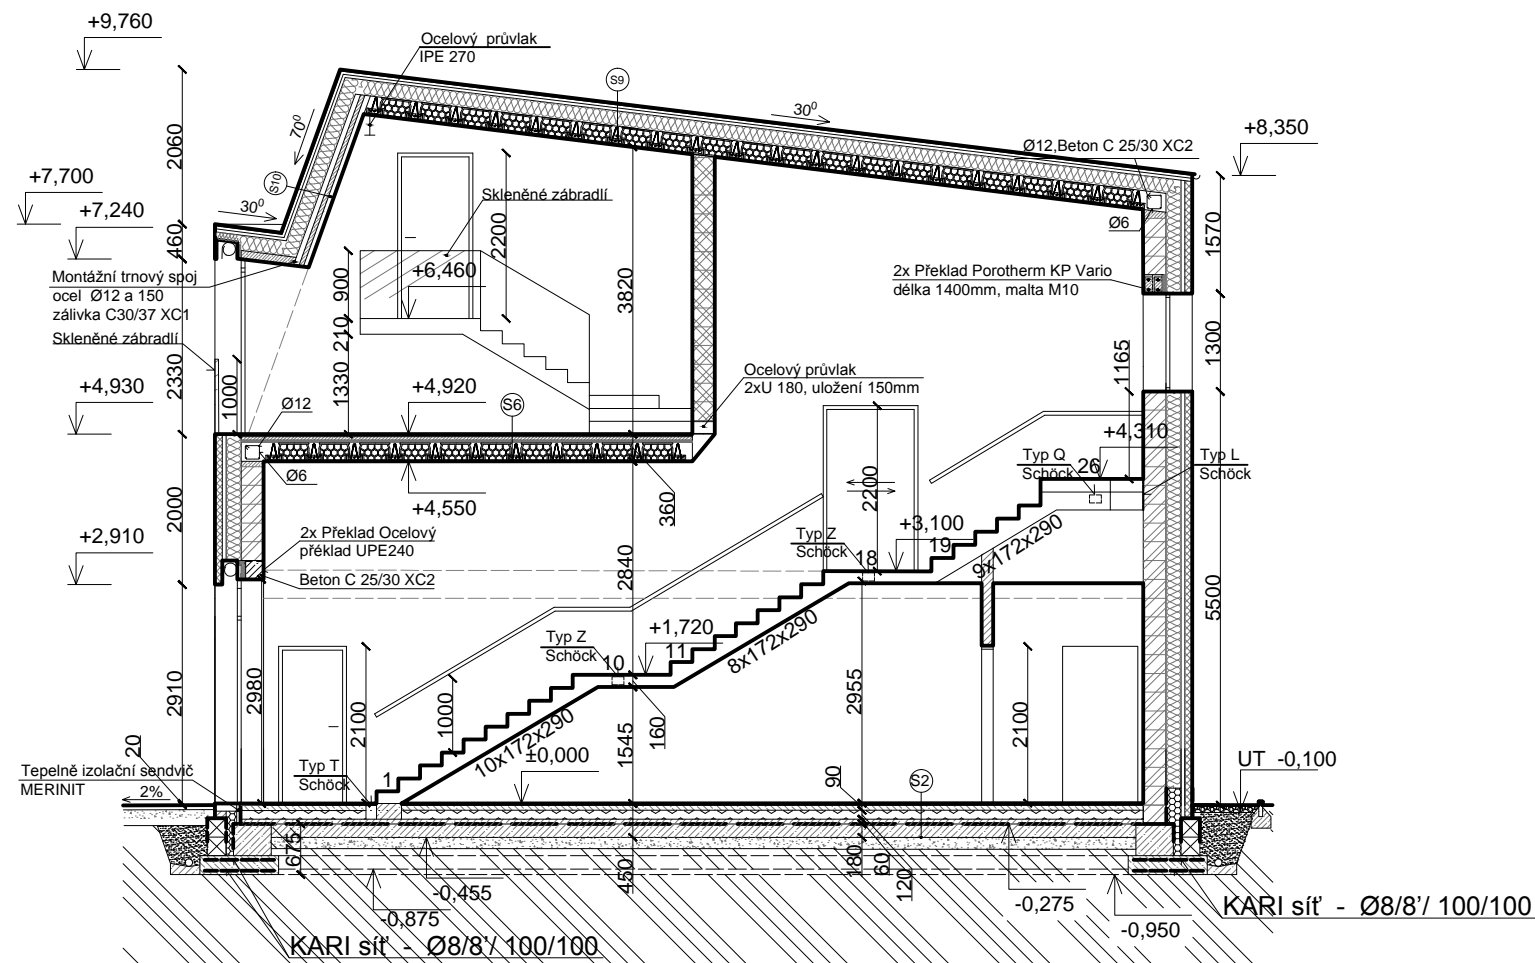 +9,760
Ocelový průvlak
IPE 270
S9
30⁰
70⁰
2060
Ø12,Beton C 25/30 XC2
+8,350
+7,700
S10
Skleněné zábradlí
+7,240
30⁰
2200
Ø6
1570
460
Montážní trnový spoj
ocel Ø12 a 150
zálivka C30/37 XC1
Skleněné zábradlí
900
+6,460
3820
2x Překlad Porotherm KP Vario
délka 1400mm, malta M10
210
1330
2330
1000
1300
1165
Ocelový průvlak
2xU 180, uložení 150mm
+4,930
+4,920
Ø12
S6
+4,310
Typ Q
Schöck
26
Typ L
Schöck
Ø6
+4,550
360
2200
2000
+2,910
2x Překlad Ocelový
překlad UPE240
Beton C 25/30 XC2
2840
Typ Z
Schöck
18
+3,100
19
9x172x290
5500
Typ Z
Schöck
10
+1,720
11
8x172x290
2910
2980
2100
1000
10x172x290
1545
160
2955
2100
20
Tepelně izolační sendvič
MERINIT
2%
Typ T
Schöck
1
±0,000
90
S2
UT -0,100
675
450
180
60
120
-0,455
-0,875
-0,275
-0,950
KARI síť - Ø8/8'/ 100/100
KARI síť - Ø8/8'/ 100/100